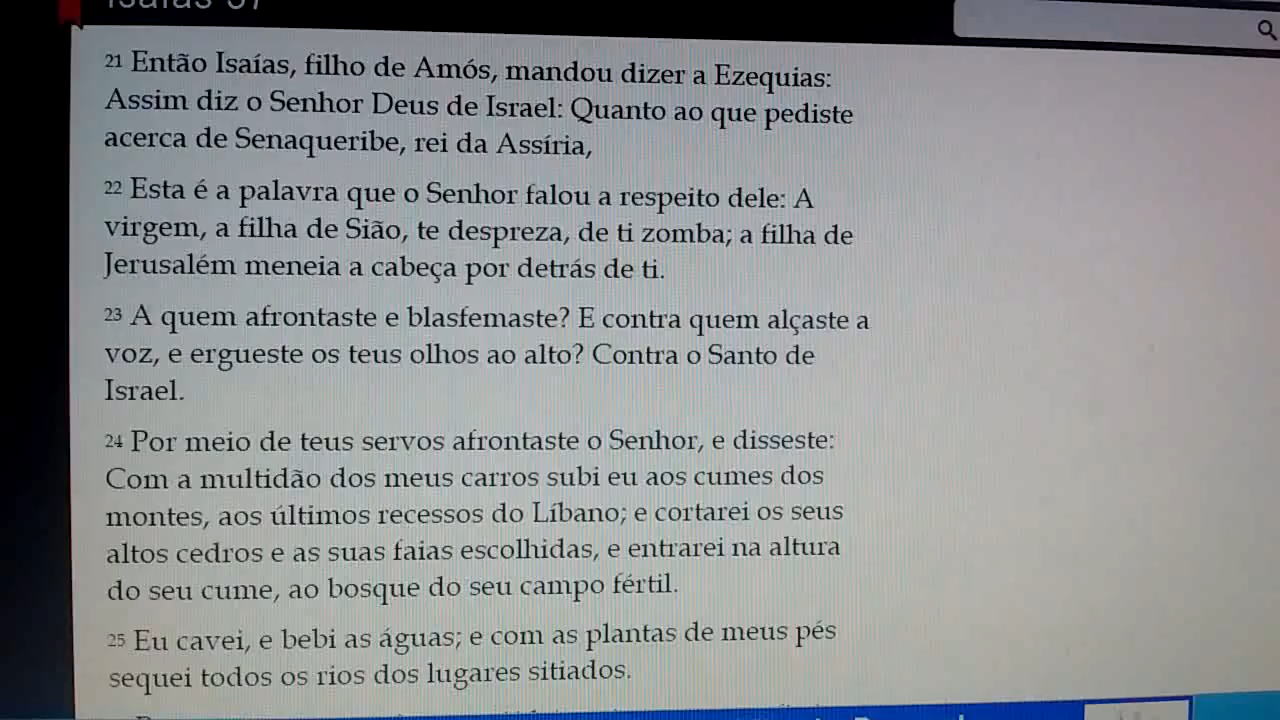 Isaías 37
21 Então Isaías, filho de Amós, mandou dizer a Ezequias:
Assim diz o Senhor Deus de Israel: Quanto ao que pediste
acerca de Senaqueribe, rei da Assíria,
22 Esta é a palavra que o Senhor falou a respeito dele: A
virgem, a filha de Sião, te despreza, de ti zomba; a filha de
Jerusalém meneia a cabeça por detrás de ti.
23 A quem afrontaste e blasfemaste? E contra quem alçaste a
voz, e ergueste os teus olhos ao alto? Contra o Santo de
Israel.
24 Por meio de teus servos afrontaste o Senhor, e disseste:
Com a multidão dos meus carros subi eu aos cumes dos
montes, aos últimos recessos do Líbano; e cortarei os seus
altos cedros e as suas faias escolhidas, e entrarei na altura
do seu cume, ao bosque do seu campo fértil.
25 Eu cavei, e bebi as águas; e com as plantas de meus pés
sequei todos os rios dos lugares sitiados.